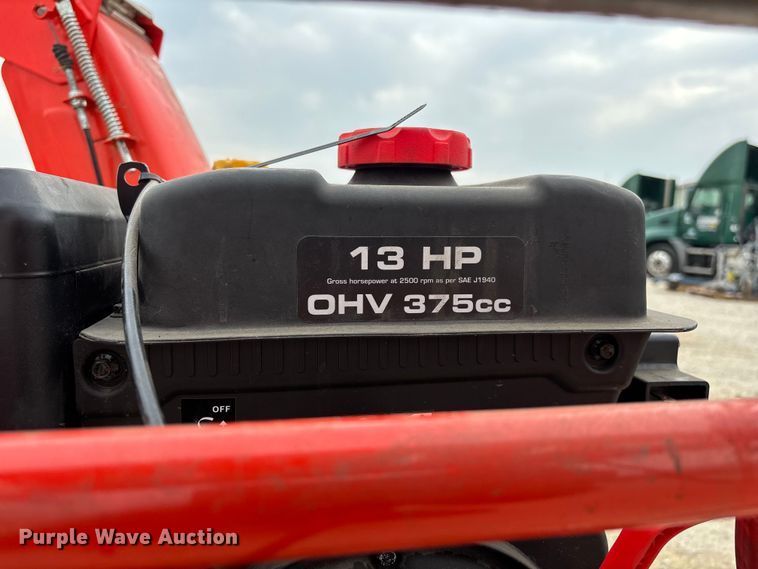 13 HP
Gross horsepower at 2500 rpm as per SAE J1940
OHV 375cc
OFF
Purple Wave Auction